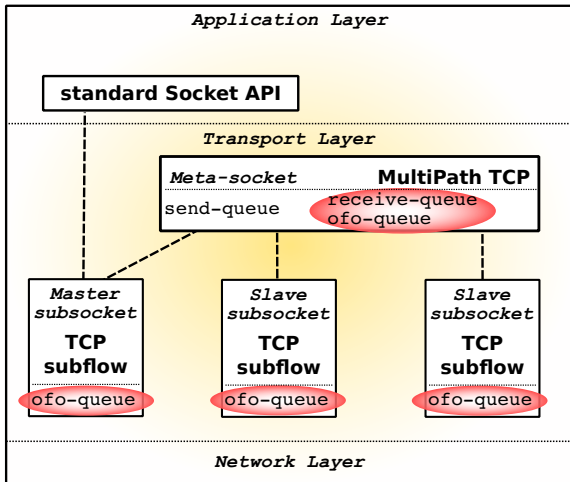 Application Layer
standard Socket API
Transport Layer
Meta-socket
MultiPath TCP
send-queue
receive-queue
ofo-queue
Master
subsocket
TCP
subflow
ofo-queue
Slave
subsocket
TCP
subflow
ofo-queue
Slave
subsocket
TCP
subflow
ofo-queue
Network Layer